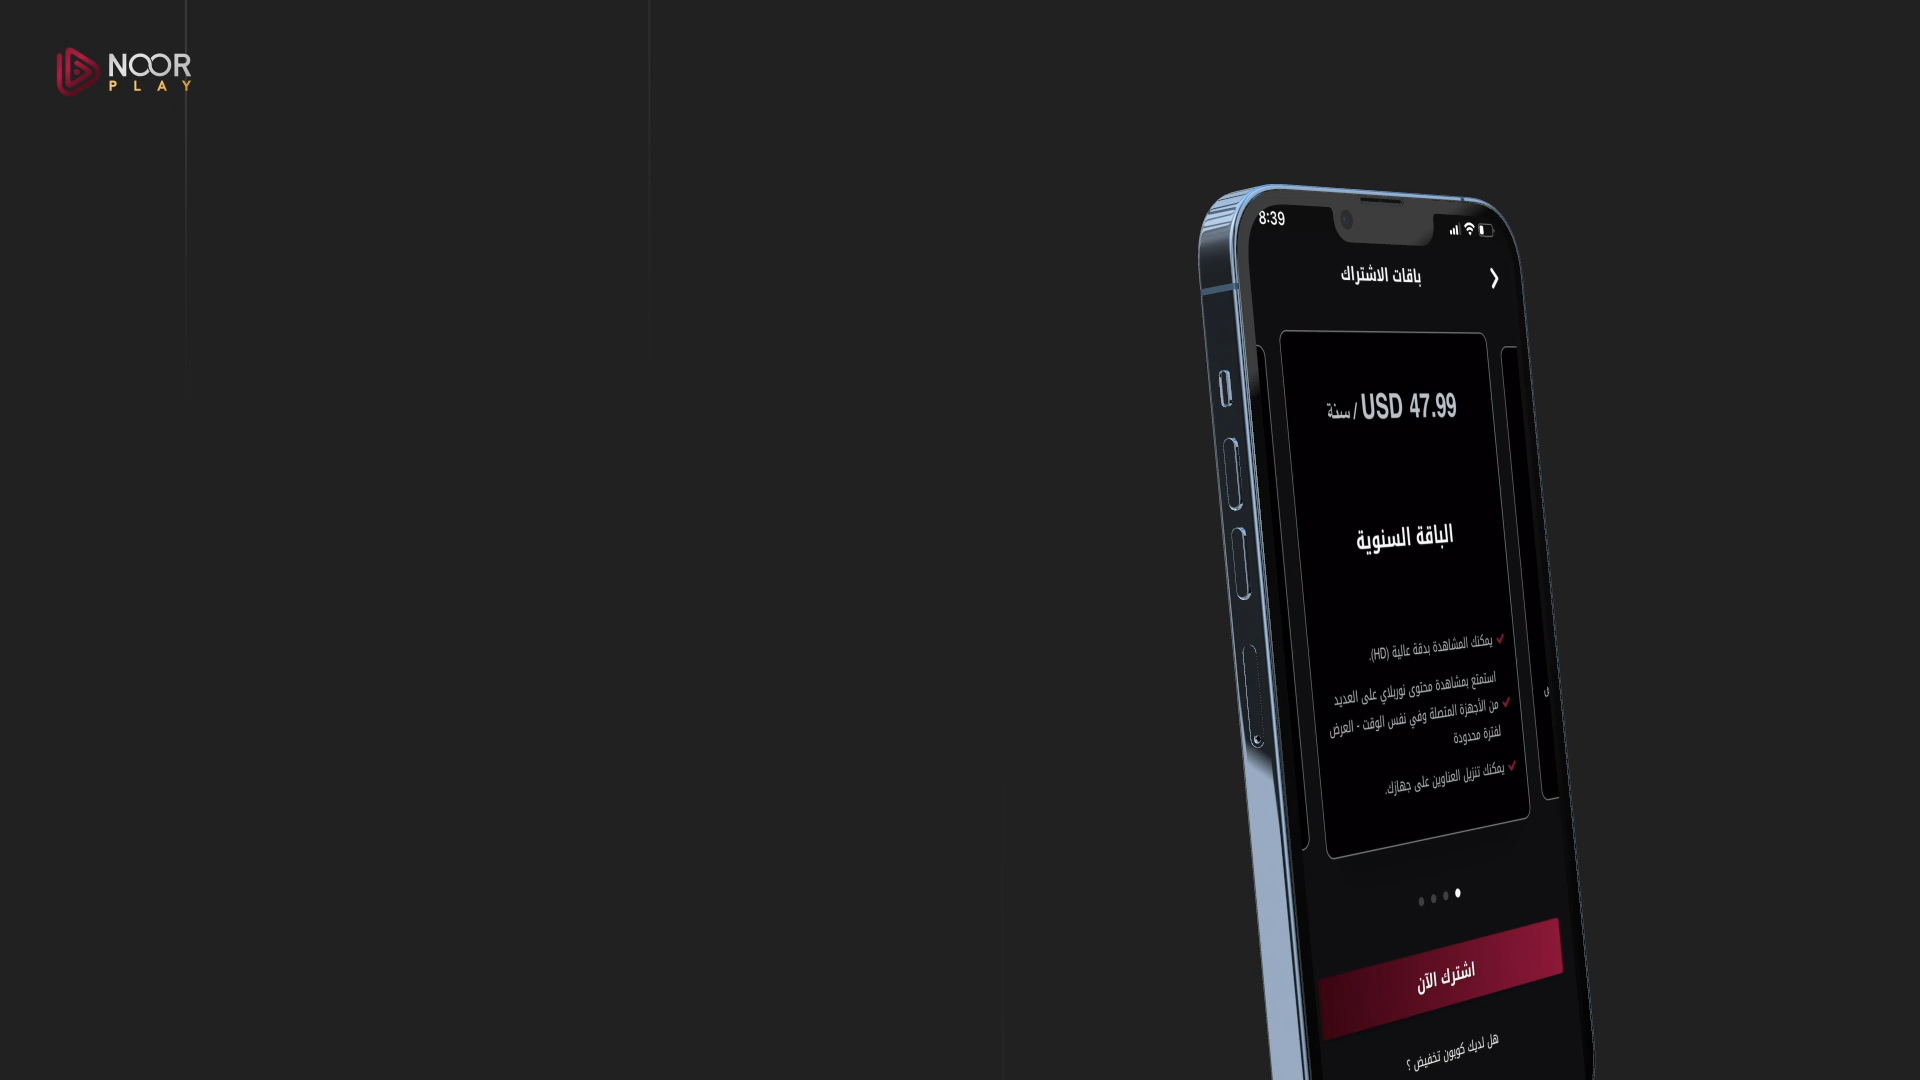 NOOR
PLAY
8:39
باقات الاشتراك
USD 47.99 / سنة
الباقة السنوية
يمكنك المشاهدة بدقة عالية (HD).
استمتع بمشاهدة محتوى نوربلاي على العديد
من الأجهزة المتصلة وفي نفس الوقت - العرض
لفترة محدودة
يمكنك تنزيل العناوين على جهازك.
اشترك الآن
هل لديك كوبون تخفيض ؟